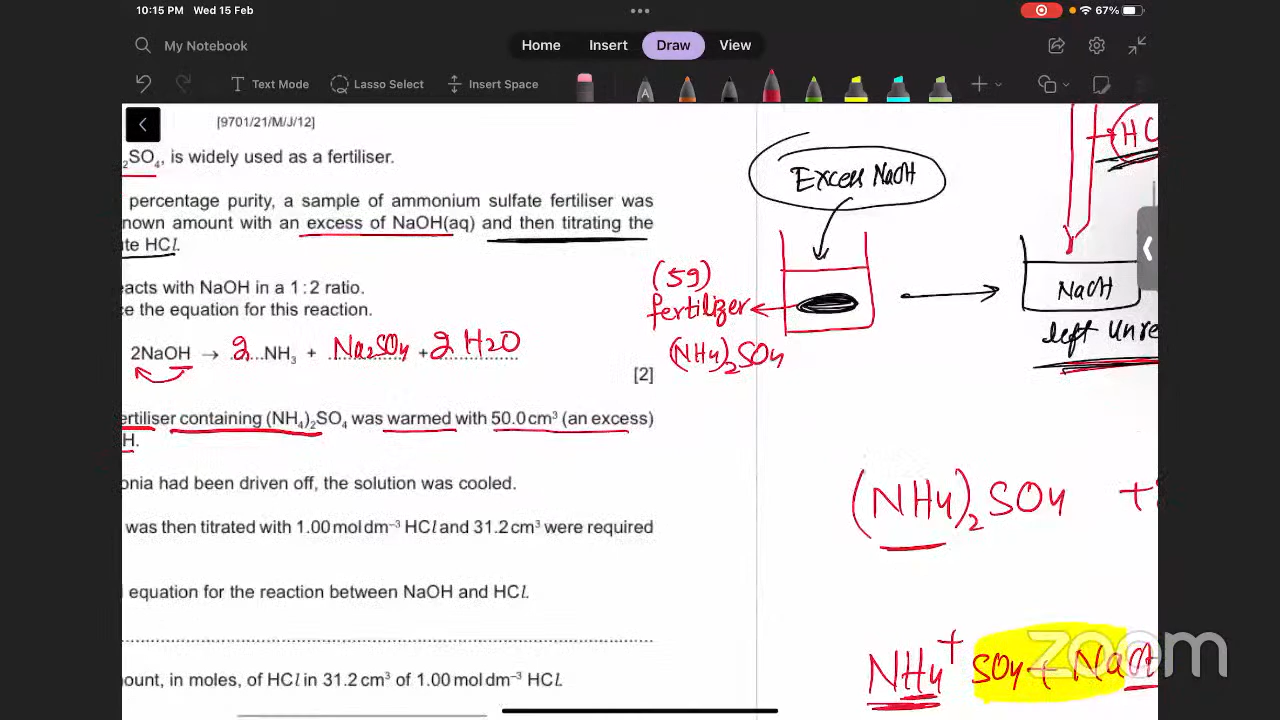 10:15 PM Wed 15 Feb
67%
My Notebook
Home Insert Draw View
Text Mode Lasso Select Insert Space
[9701/21/M/J/12]
₂SO₄, is widely used as a fertiliser.
percentage purity, a sample of ammonium sulfate fertiliser was
nown amount with an excess of NaOH(aq) and then titrating the
ute HCl.
eacts with NaOH in a 1 : 2 ratio.
ce the equation for this reaction.
2NaOH → 2 NH₃ + Na₂SO₄ + 2 H₂O
[2]
ertiliser containing (NH₄)₂SO₄ was warmed with 50.0 cm³ (an excess)
H.
onia had been driven off, the solution was cooled.
was then titrated with 1.00 mol dm⁻³ HCl and 31.2 cm³ were required
l equation for the reaction between NaOH and HCl.
ount, in moles, of HCl in 31.2 cm³ of 1.00 mol dm⁻³ HCl.
Excess NaOH
HC
(5g)
fertilizer
(NH₄)₂SO₄
NaOH
left unre
(NH₄)₂SO₄ +
NH₄⁺ SO₄ + NaOH
zoom